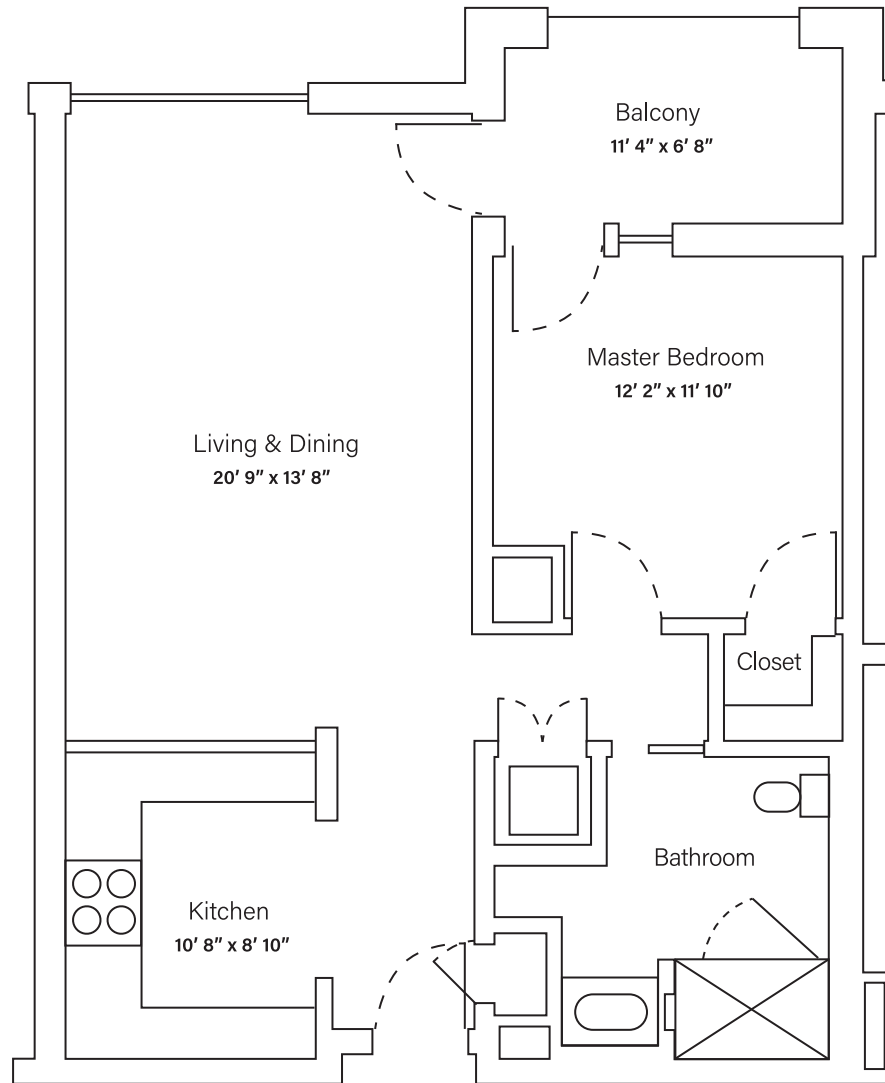 Balcony
11′ 4″ x 6′ 8″
Master Bedroom
12′ 2″ x 11′ 10″
Living & Dining
20′ 9″ x 13′ 8″
Closet
Bathroom
Kitchen
10′ 8″ x 8′ 10″